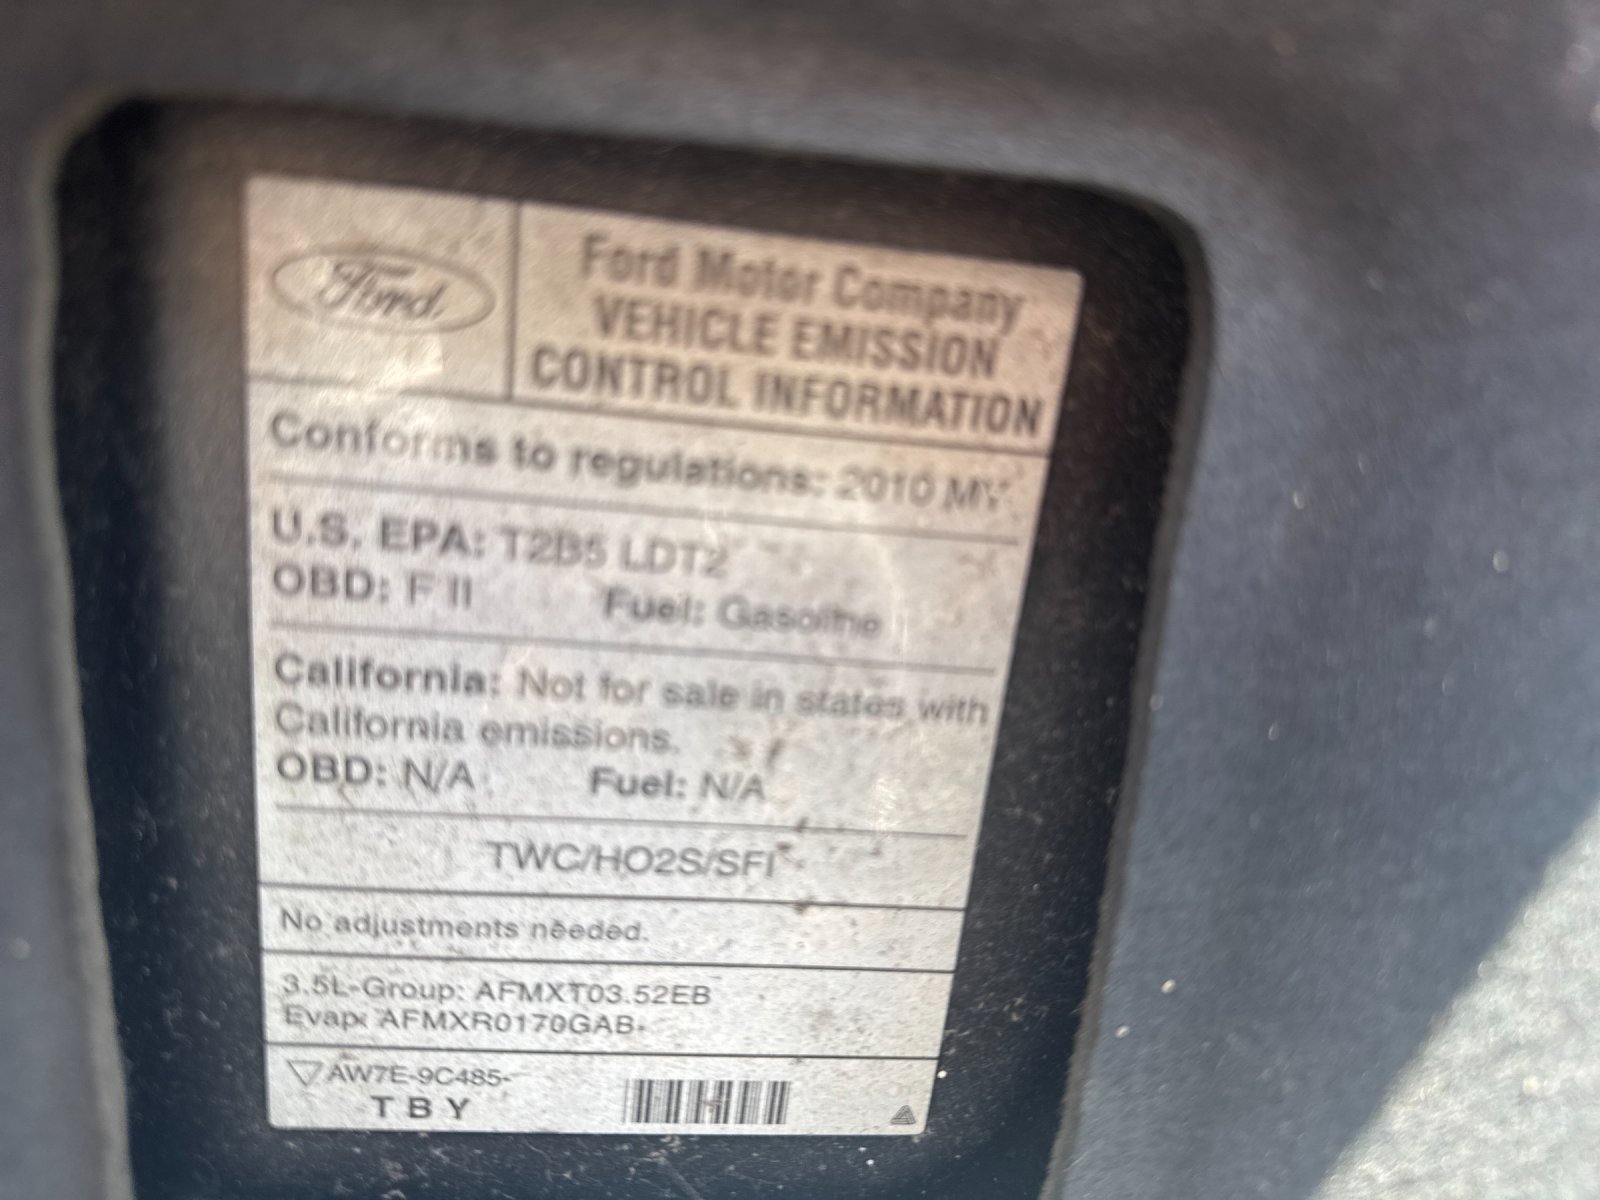 Ford
Ford Motor Company
VEHICLE EMISSION
CONTROL INFORMATION
Conforms to regulations: 2010 MY
U.S. EPA: T2B5 LDT2
OBD: F II Fuel: Gasoline
California: Not for sale in states with
California emissions.
OBD: N/A Fuel: N/A
TWC/HO2S/SFI
No adjustments needed.
3.5L-Group: AFMXT03.52EB
Evap: AFMXR0170GAB
AW7E-9C485-
TBY